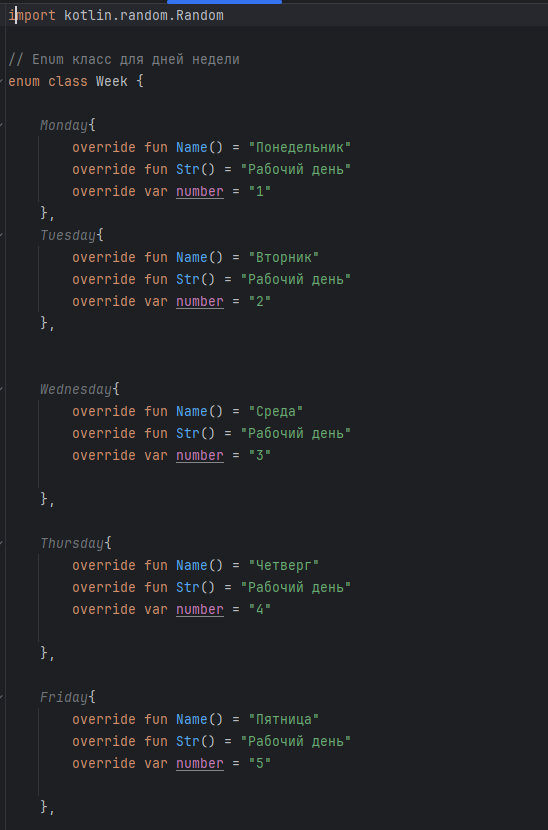 import kotlin.random.Random
// Enum класс для дней недели
enum class Week {
Monday{
override fun Name() = "Понедельник"
override fun Str() = "Рабочий день"
override var number = "1"
},
Tuesday{
override fun Name() = "Вторник"
override fun Str() = "Рабочий день"
override var number = "2"
},
Wednesday{
override fun Name() = "Среда"
override fun Str() = "Рабочий день"
override var number = "3"
},
Thursday{
override fun Name() = "Четверг"
override fun Str() = "Рабочий день"
override var number = "4"
},
Friday{
override fun Name() = "Пятница"
override fun Str() = "Рабочий день"
override var number = "5"
},